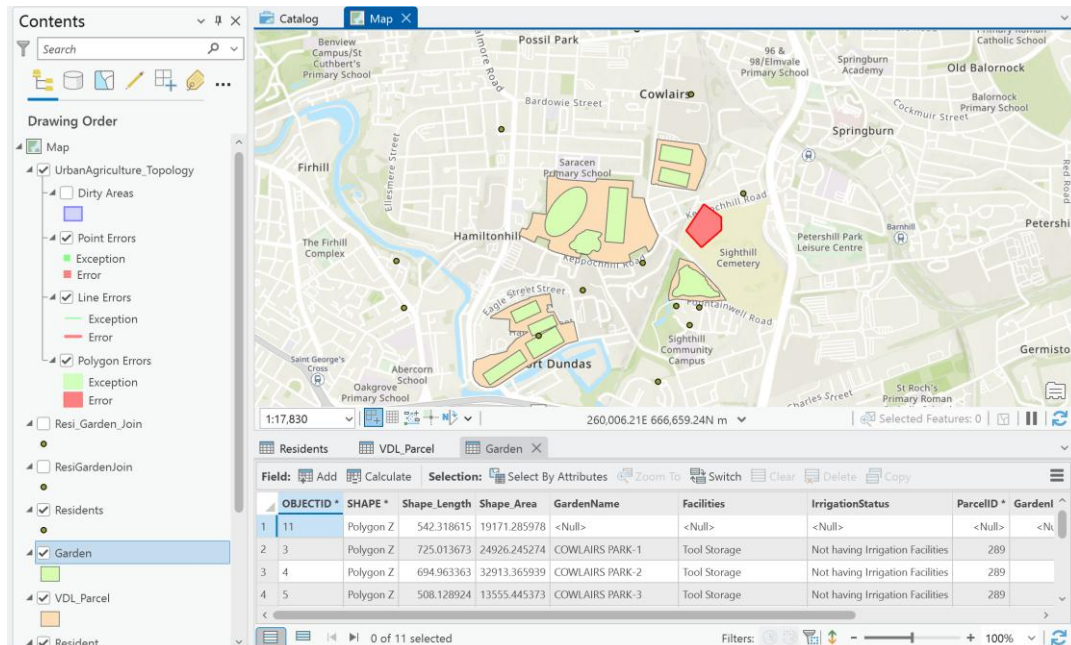 Contents
Search
Drawing Order
Map
UrbanAgriculture_Topology
Dirty Areas
Point Errors
Exception
Error
Line Errors
Exception
Error
Polygon Errors
Exception
Error
Resi_Garden_Join
ResiGardenJoin
Residents
Garden
VDL_Parcel
Resident
Catalog
Map
Benview
Campus/St
Cuthbert's
Primary School
Possil Park
Bardowie Street
Cowlairs
96 &
98/Elmvale
Primary School
Springburn
Academy
Catholic School
Old Balornock
Balornock
Primary School
Cockmuir Street
Springburn
Red Road
Firhill
Ellesmere Street
Saracen
Primary School
Keppochhill Road
The Firhill
Complex
Hamiltonhill
Keppochhill Road
Sighthill
Cemetery
Petershill Park
Leisure Centre
Barnhill
Petershi
Eagle Street Street
Fountainwell Road
Saint George's
Cross
Abercorn
School
Oakgrove
Primary School
rt Dundas
Sighthill
Community
Campus
Germisto
Charles Street
St Roch's
Primary Roman
1:17,830
260,006.21E 666,659.24N m
Selected Features: 0
Residents
VDL_Parcel
Garden
Field: Add Calculate Selection: Select By Attributes Zoom To Switch Clear Delete Copy
OBJECTID * SHAPE * Shape_Length Shape_Area GardenName Facilities IrrigationStatus ParcelID * GardenI
1 11 Polygon Z 542.318615 19171.285978 <Null> <Null> <Null> <Null> <Nu
2 3 Polygon Z 725.013673 24926.245274 COWLAIRS PARK-1 Tool Storage Not having Irrigation Facilities 289
3 4 Polygon Z 694.963363 32913.365939 COWLAIRS PARK-2 Tool Storage Not having Irrigation Facilities 289
4 5 Polygon Z 508.128924 13555.445373 COWLAIRS PARK-3 Tool Storage Not having Irrigation Facilities 289
0 of 11 selected
Filters:
100%